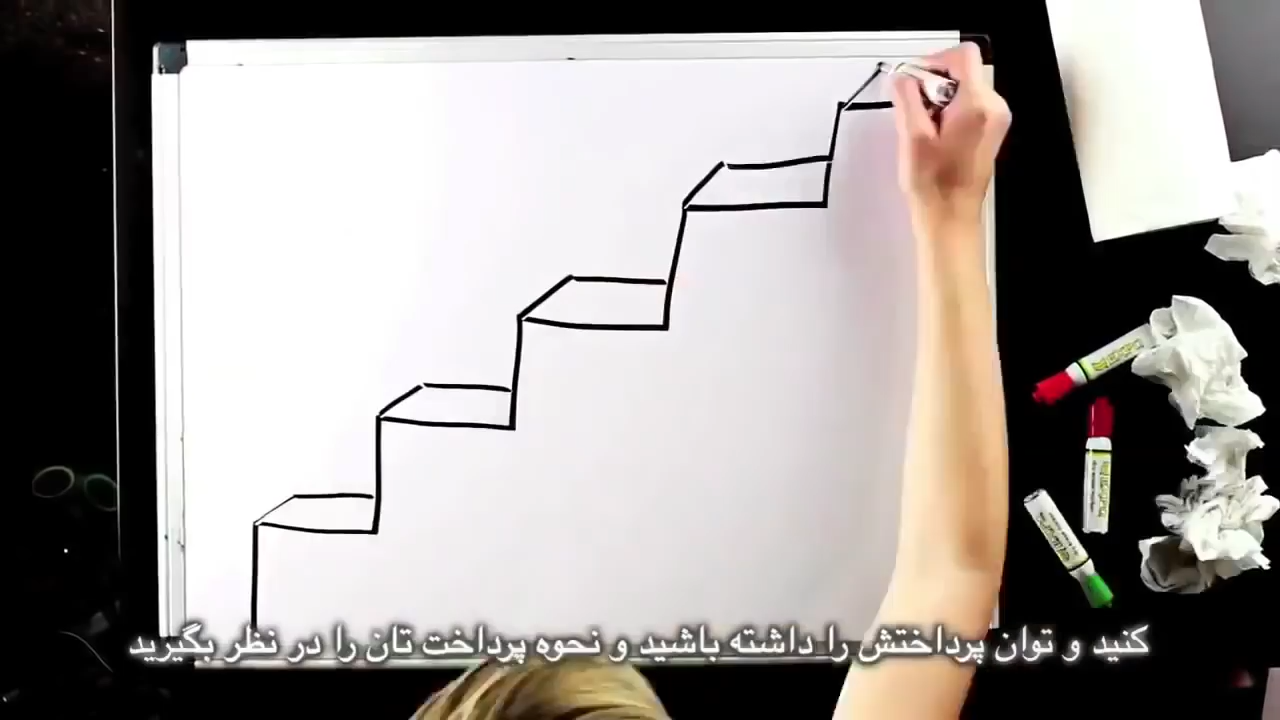 کنید و توان پرداختش را داشته باشید و نحوه پرداخت تان را در نظر بگیرید